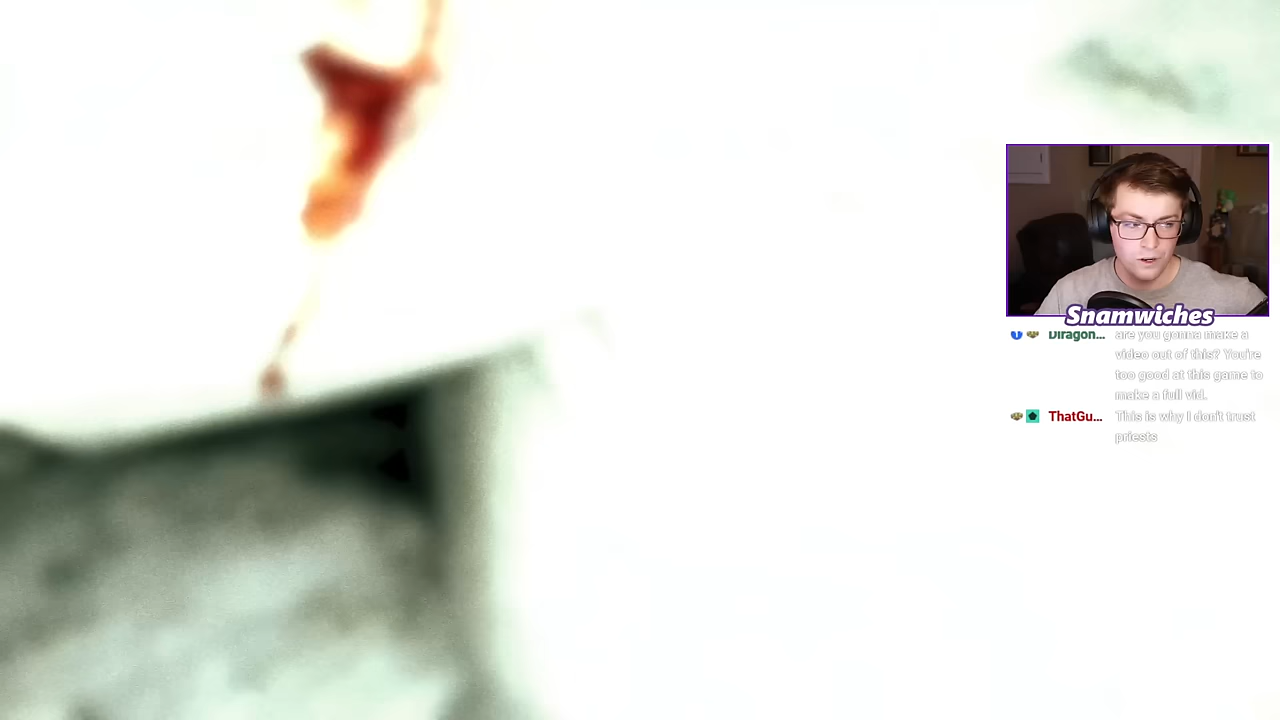 Snamwiches
Diragon... are you gonna make a
video out of this? You're
too good at this game to
make a full vid.
ThatGu... This is why I don't trust
priests